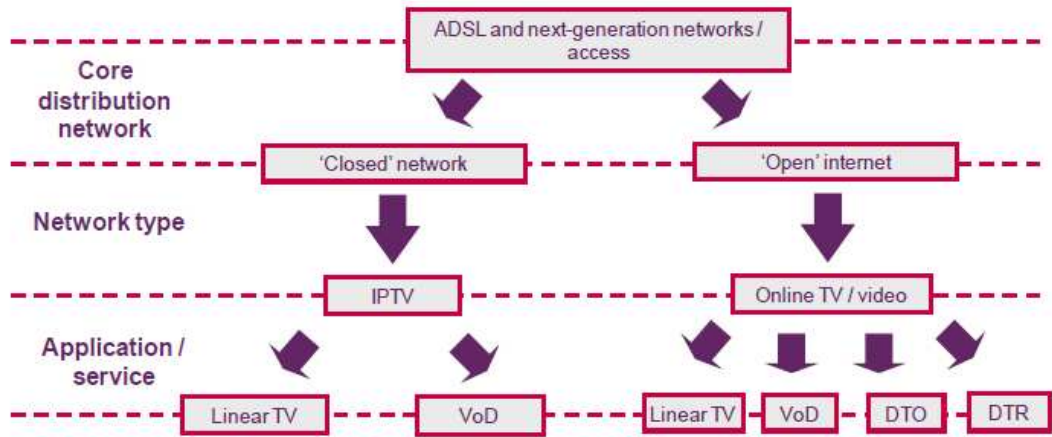 ADSL and next-generation networks /
access
Core
distribution
network
'Closed' network
'Open' internet
Network type
IPTV
Online TV / video
Application /
service
Linear TV
VoD
Linear TV
VoD
DTO
DTR